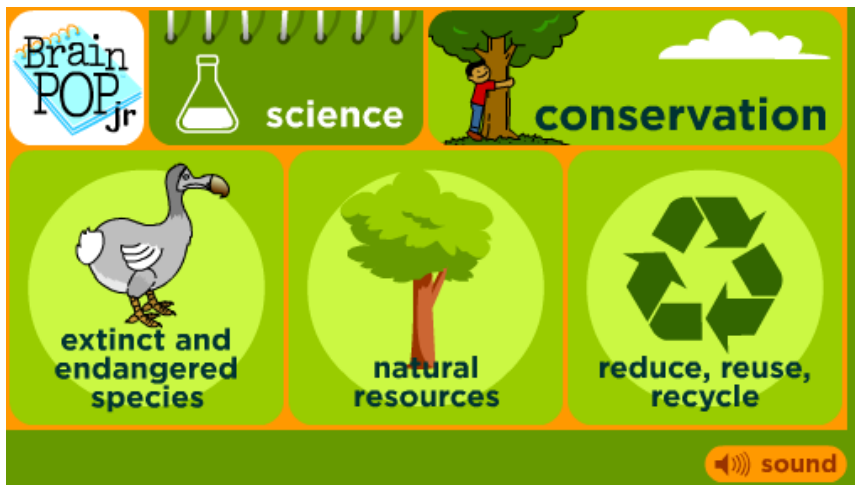 Brain
POP
jr
science
conservation
extinct and
endangered
species
natural
resources
reduce, reuse,
recycle
sound